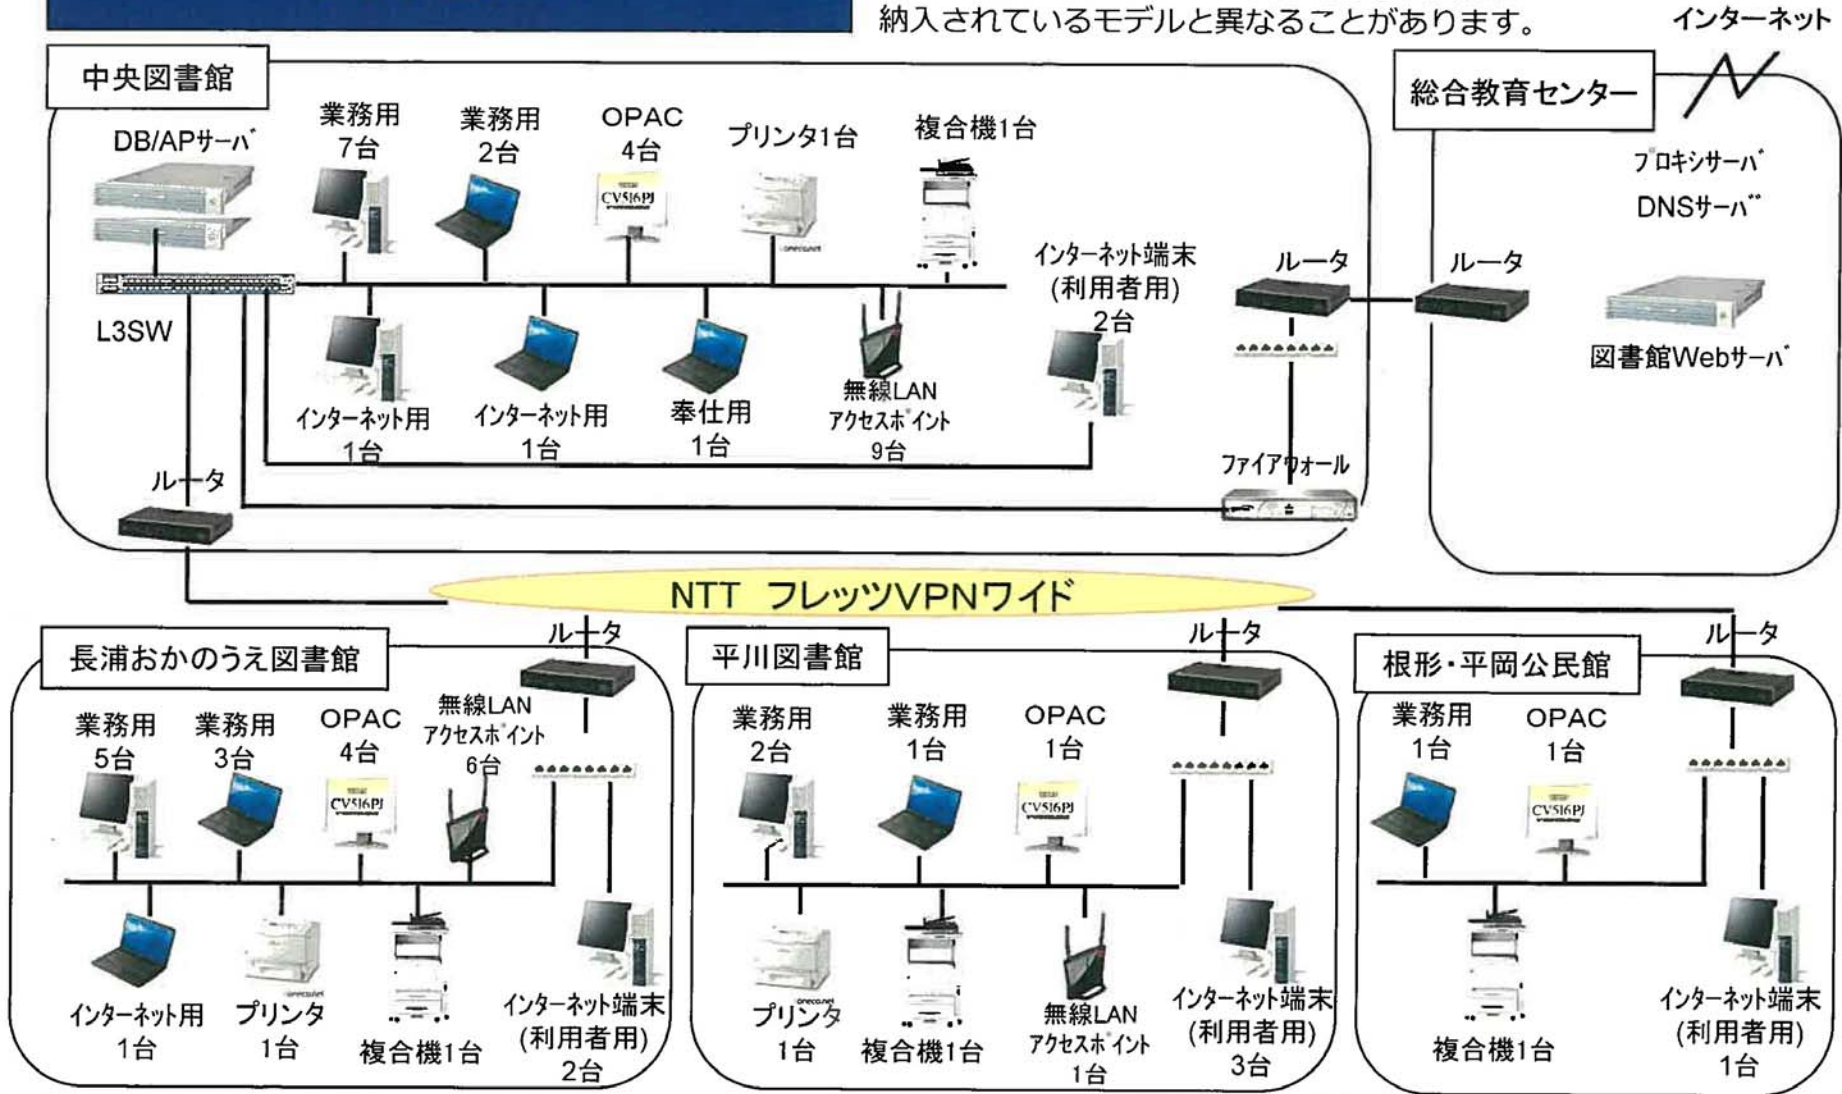 納入されているモデルと異なることがあります。
インターネット
中央図書館
DB/APサーバ
業務用
7台
業務用
2台
OPAC
4台
CV516PJ
プリンタ1台
複合機1台
インターネット端末
(利用者用)
2台
L3SW
インターネット用
1台
インターネット用
1台
奉仕用
1台
無線LAN
アクセスポイント
9台
ルータ
ルータ
ファイアウォール
総合教育センター
プロキシサーバ
DNSサーバ
ルータ
図書館Webサーバ
NTT フレッツVPNワイド
長浦おかのうえ図書館
ルータ
業務用
5台
業務用
3台
OPAC
4台
CV516PJ
無線LAN
アクセスポイント
6台
インターネット用
1台
プリンタ
1台
複合機1台
インターネット端末
(利用者用)
2台
平川図書館
ルータ
業務用
2台
業務用
1台
OPAC
1台
CV516PJ
プリンタ
1台
複合機1台
無線LAN
アクセスポイント
1台
インターネット端末
(利用者用)
3台
根形・平岡公民館
ルータ
業務用
1台
OPAC
1台
CV516PJ
複合機1台
インターネット端末
(利用者用)
1台